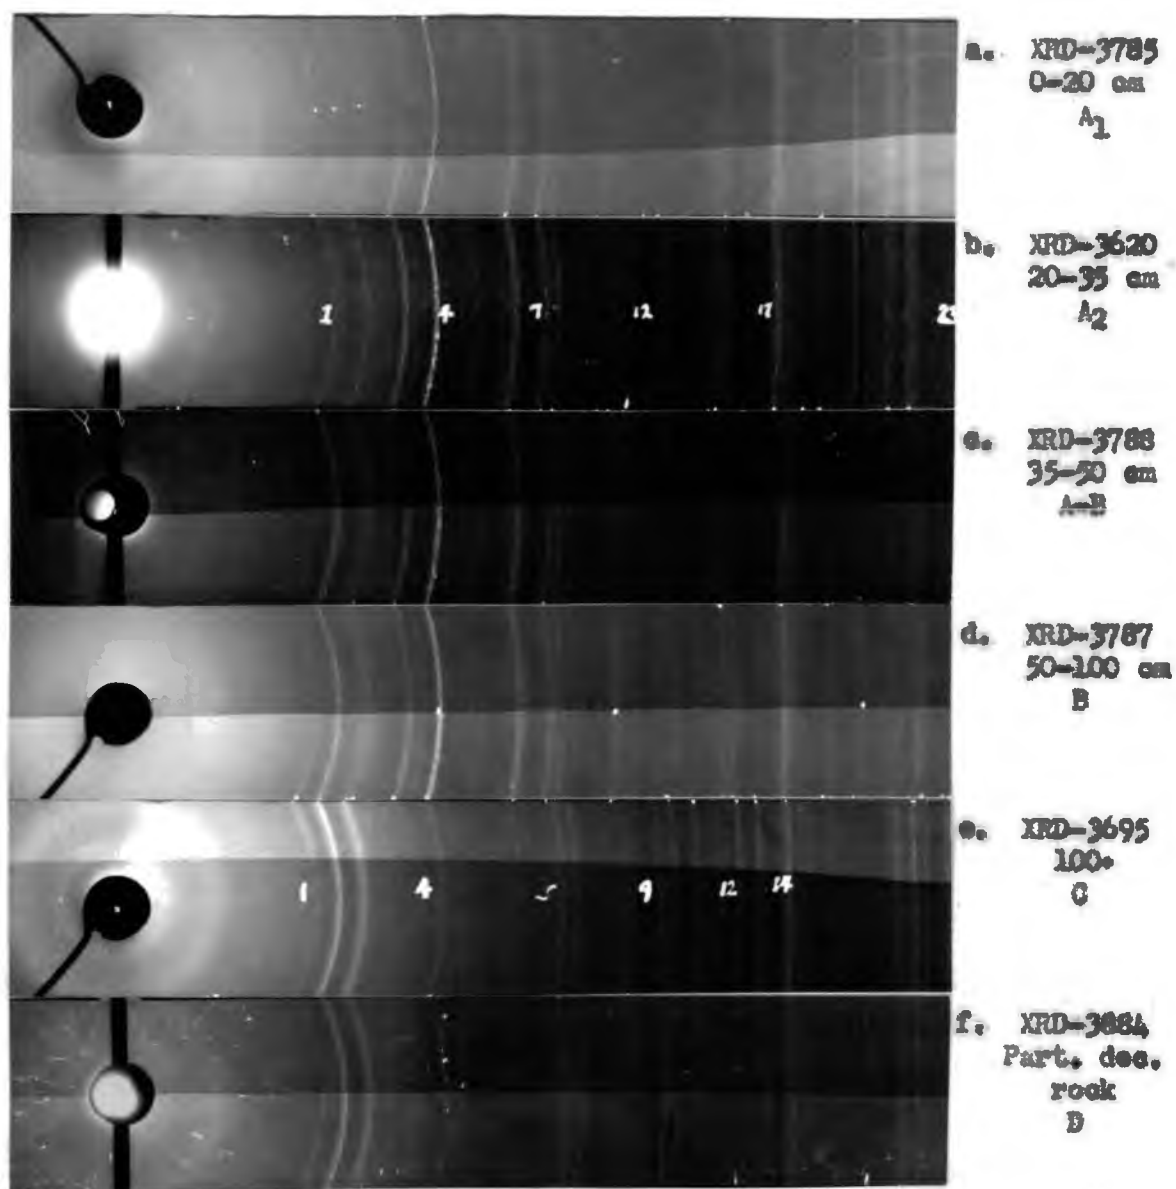 a. XRD-3785
0-20 cm
A1
b. XRD-3620
20-35 cm
A2
1 4 7 12 17 23
c. XRD-3788
35-50 cm
A-B
d. XRD-3787
50-100 cm
B
e. XRD-3695
100+
C
1 4 5 9 12 14
f. XRD-3884
Part. dec.
rock
D